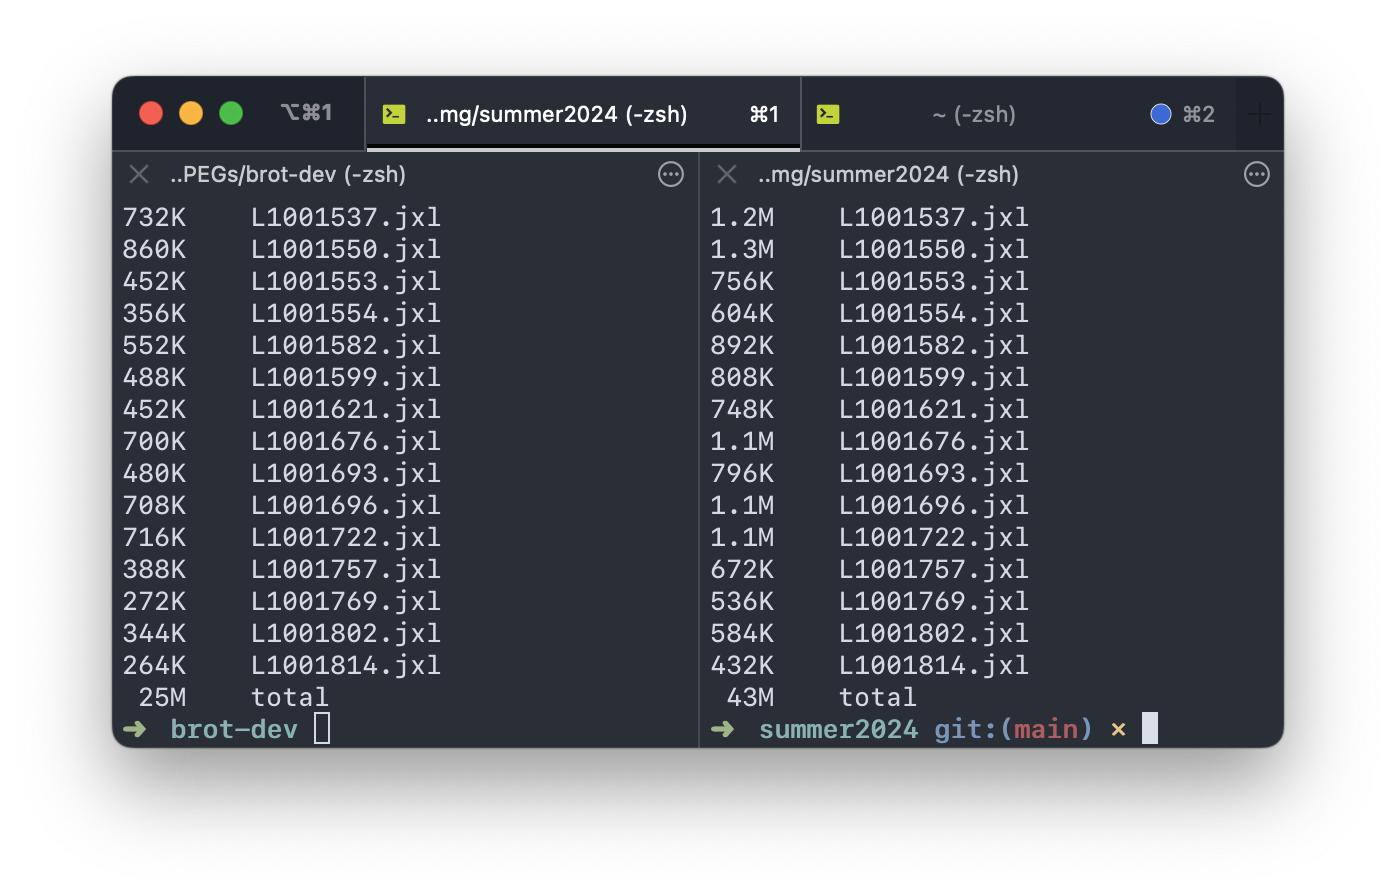 ⌥⌘1
..mg/summer2024 (-zsh) ⌘1
~ (-zsh) ⌘2
..PEGs/brot-dev (-zsh)
732K L1001537.jxl
860K L1001550.jxl
452K L1001553.jxl
356K L1001554.jxl
552K L1001582.jxl
488K L1001599.jxl
452K L1001621.jxl
700K L1001676.jxl
480K L1001693.jxl
708K L1001696.jxl
716K L1001722.jxl
388K L1001757.jxl
272K L1001769.jxl
344K L1001802.jxl
264K L1001814.jxl
25M total
➜ brot-dev
..mg/summer2024 (-zsh)
1.2M L1001537.jxl
1.3M L1001550.jxl
756K L1001553.jxl
604K L1001554.jxl
892K L1001582.jxl
808K L1001599.jxl
748K L1001621.jxl
1.1M L1001676.jxl
796K L1001693.jxl
1.1M L1001696.jxl
1.1M L1001722.jxl
672K L1001757.jxl
536K L1001769.jxl
584K L1001802.jxl
432K L1001814.jxl
43M total
➜ summer2024 git:(main) ×